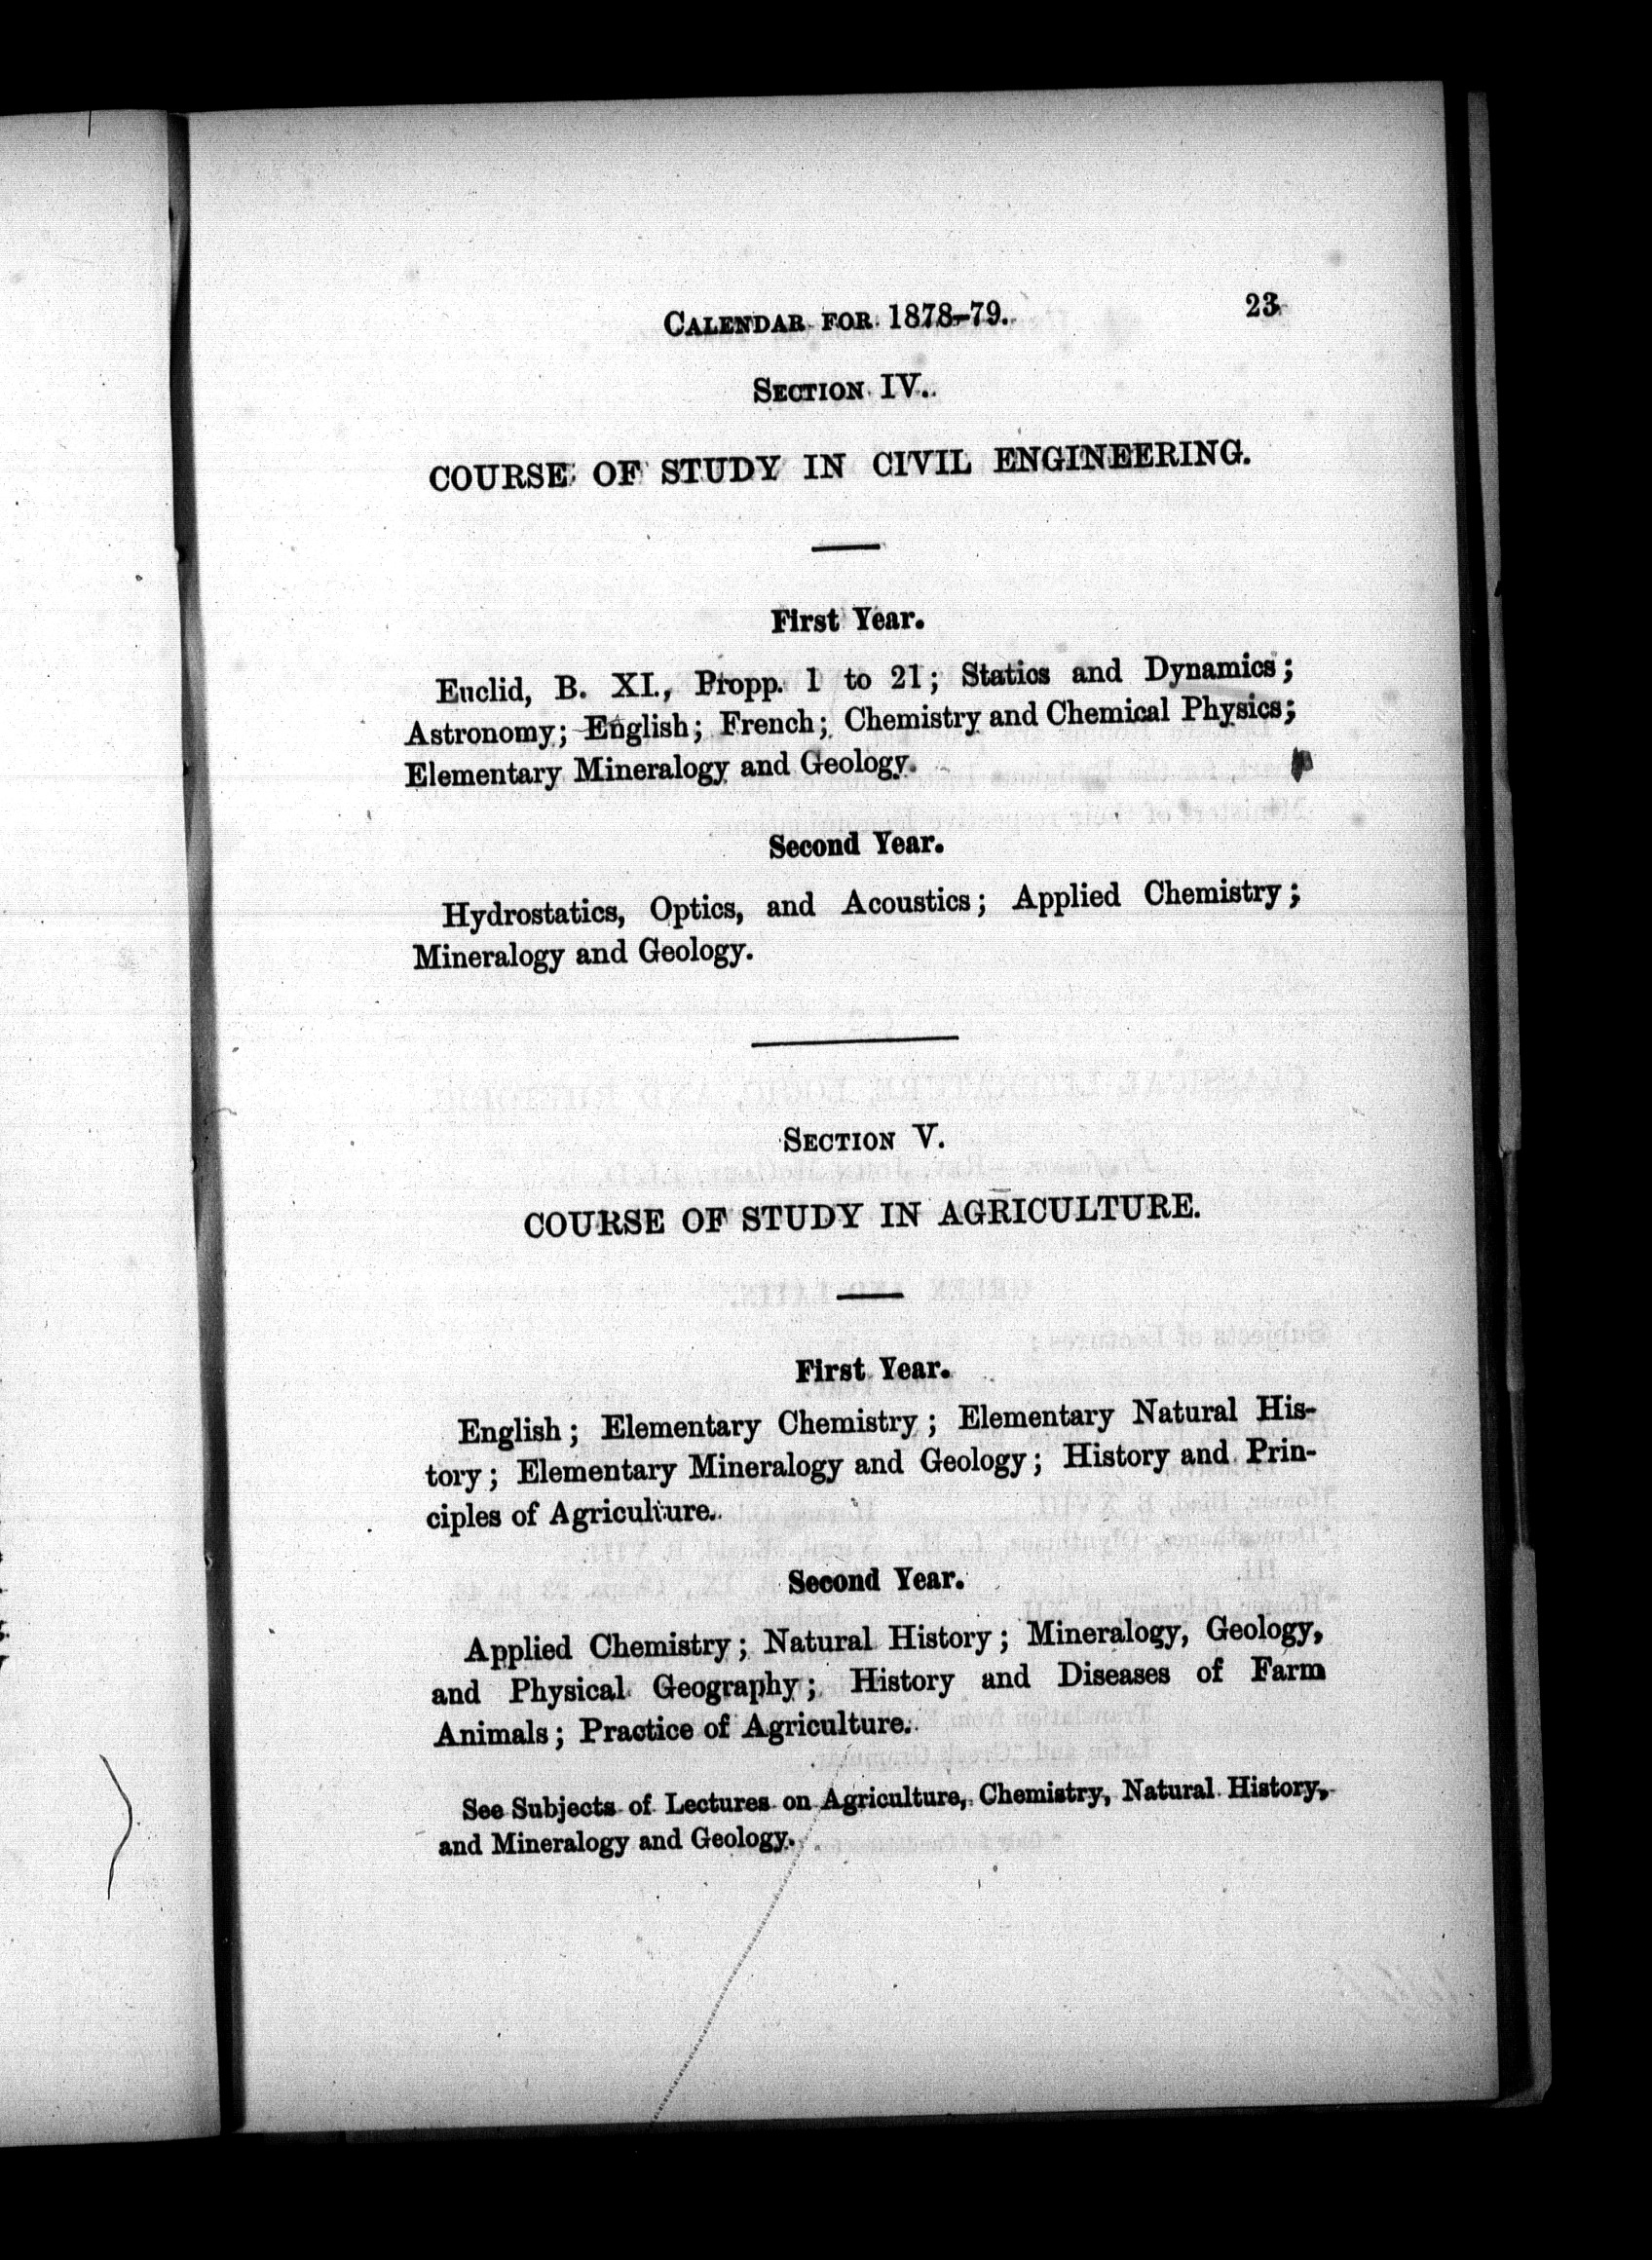 CALENDAR FOR 1878-79. 23
SECTION IV.
COURSE OF STUDY IN CIVIL ENGINEERING.
First Year.
Euclid, B. XI., Propp. 1 to 21; Statics and Dynamics;
Astronomy; English; French; Chemistry and Chemical Physics;
Elementary Mineralogy and Geology.
Second Year.
Hydrostatics, Optics, and Acoustics; Applied Chemistry;
Mineralogy and Geology.
SECTION V.
COURSE OF STUDY IN AGRICULTURE.
First Year.
English; Elementary Chemistry; Elementary Natural His-
tory; Elementary Mineralogy and Geology; History and Prin-
ciples of Agriculture.
Second Year.
Applied Chemistry; Natural History; Mineralogy, Geology,
and Physical Geography; History and Diseases of Farm
Animals; Practice of Agriculture.
See Subjects of Lectures on Agriculture, Chemistry, Natural History,
and Mineralogy and Geology.